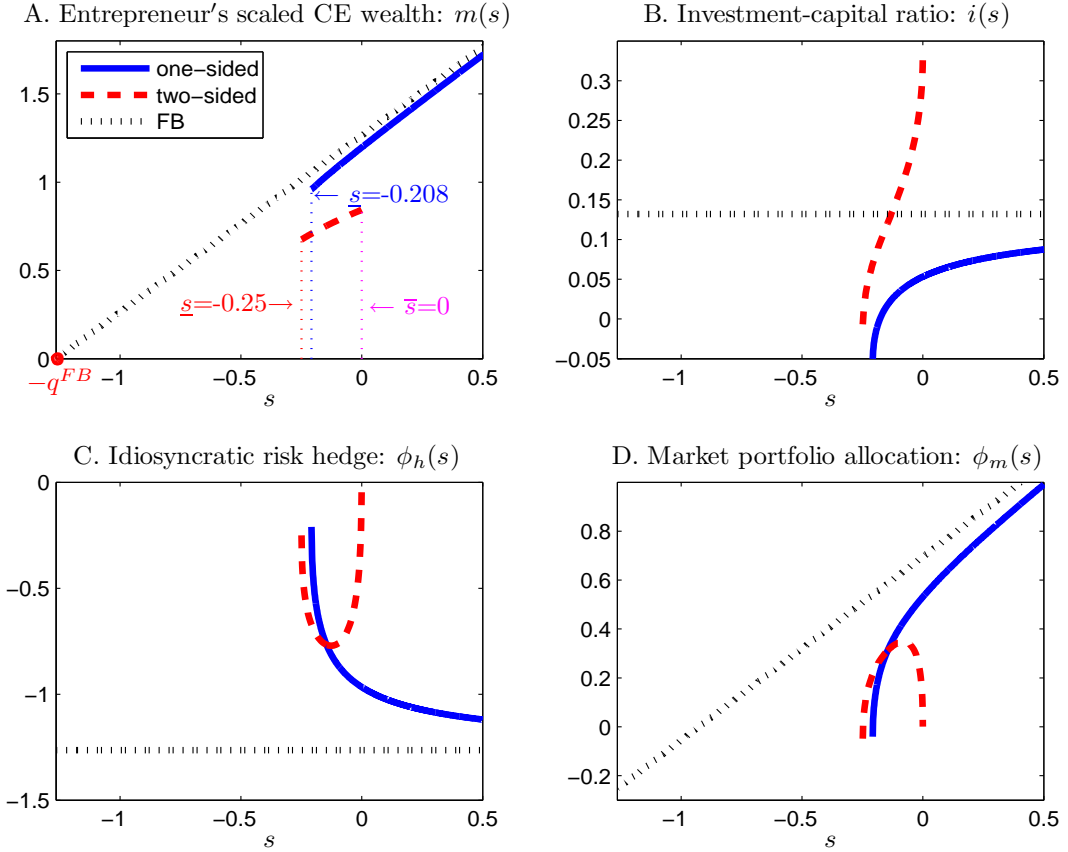 A. Entrepreneur's scaled CE wealth: m(s)
one−sided
two−sided
FB
1.5
1
0.5
0
s=-0.208
s=-0.25→
← s̅=0
−q^{FB}
−1
−0.5
0
0.5
s
B. Investment-capital ratio: i(s)
0.3
0.25
0.2
0.15
0.1
0.05
0
−0.05
−1
−0.5
0
0.5
s
C. Idiosyncratic risk hedge: ϕ_h(s)
0
−0.5
−1
−1.5
−1
−0.5
0
0.5
s
D. Market portfolio allocation: ϕ_m(s)
0.8
0.6
0.4
0.2
0
−0.2
−1
−0.5
0
0.5
s